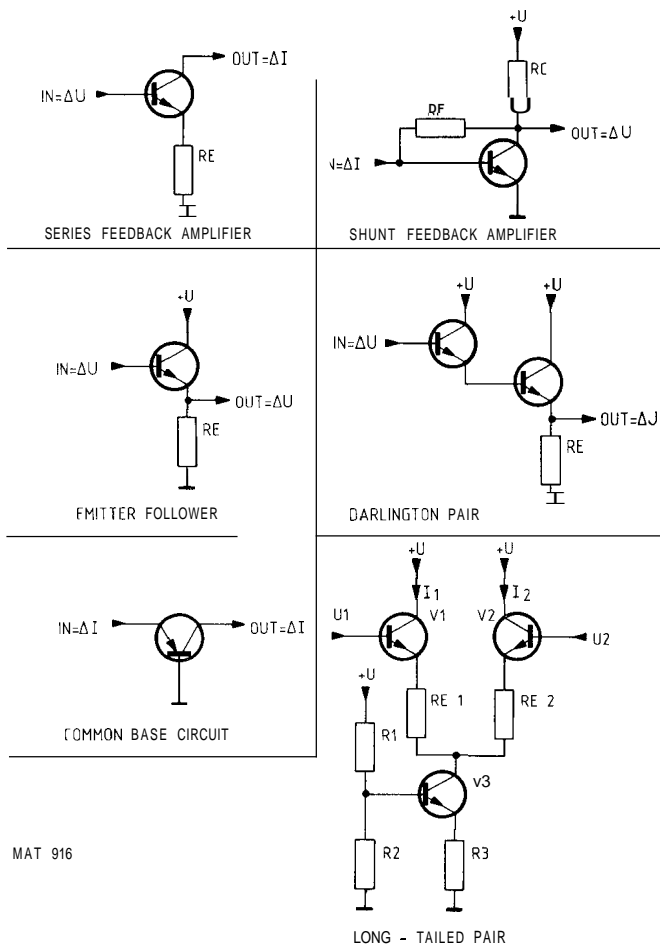 OUT=ΔI
IN=ΔU
RE
SERIES FEEDBACK AMPLIFIER
+U
RC
RF
OUT=ΔU
N=ΔI
SHUNT FEEDBACK AMPLIFIER
+U
IN=ΔU
OUT=ΔU
RE
EMITTER FOLLOWER
+U +U
IN=ΔU
OUT=ΔU
RE
DARLINGTON PAIR
IN=ΔI OUT=ΔI
COMMON BASE CIRCUIT
+U +U
I1 I2
U1 V1 V2 U2
+U
RE 1 RE 2
R1
V3
R2 R3
LONG - TAILED PAIR
MAT 916